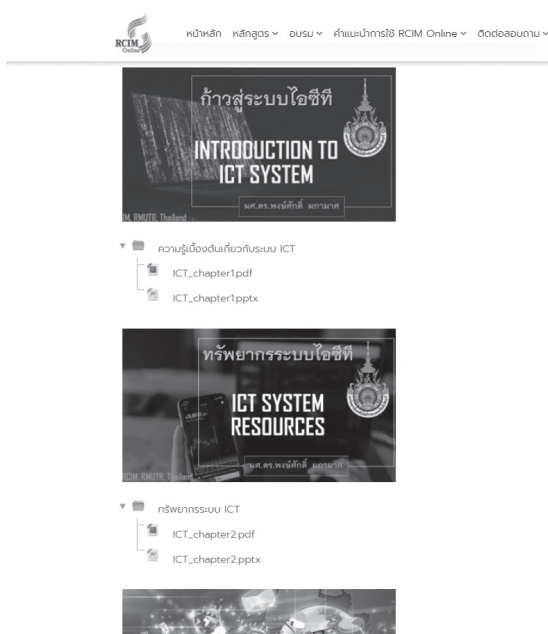 RCIM
Online
หน้าหลัก หลักสูตร อบรม คำแนะนำการใช้ RCIM Online ติดต่อสอบถาม
ก้าวสู่ระบบไอซีที
INTRODUCTION TO
ICT SYSTEM
ผศ.ดร.พงษ์ศักดิ์ ผกามาศ
IM, RMUTR, Thailand
ความรู้เบื้องต้นเกี่ยวกับระบบ ICT
ICT_chapter1.pdf
ICT_chapter1.pptx
ทรัพยากรระบบไอซีที
ICT SYSTEM
RESOURCES
ผศ.ดร.พงษ์ศักดิ์ ผกามาศ
RCIM, RMUTR, Thailand
ทรัพยากรระบบ ICT
ICT_chapter2.pdf
ICT_chapter2.pptx